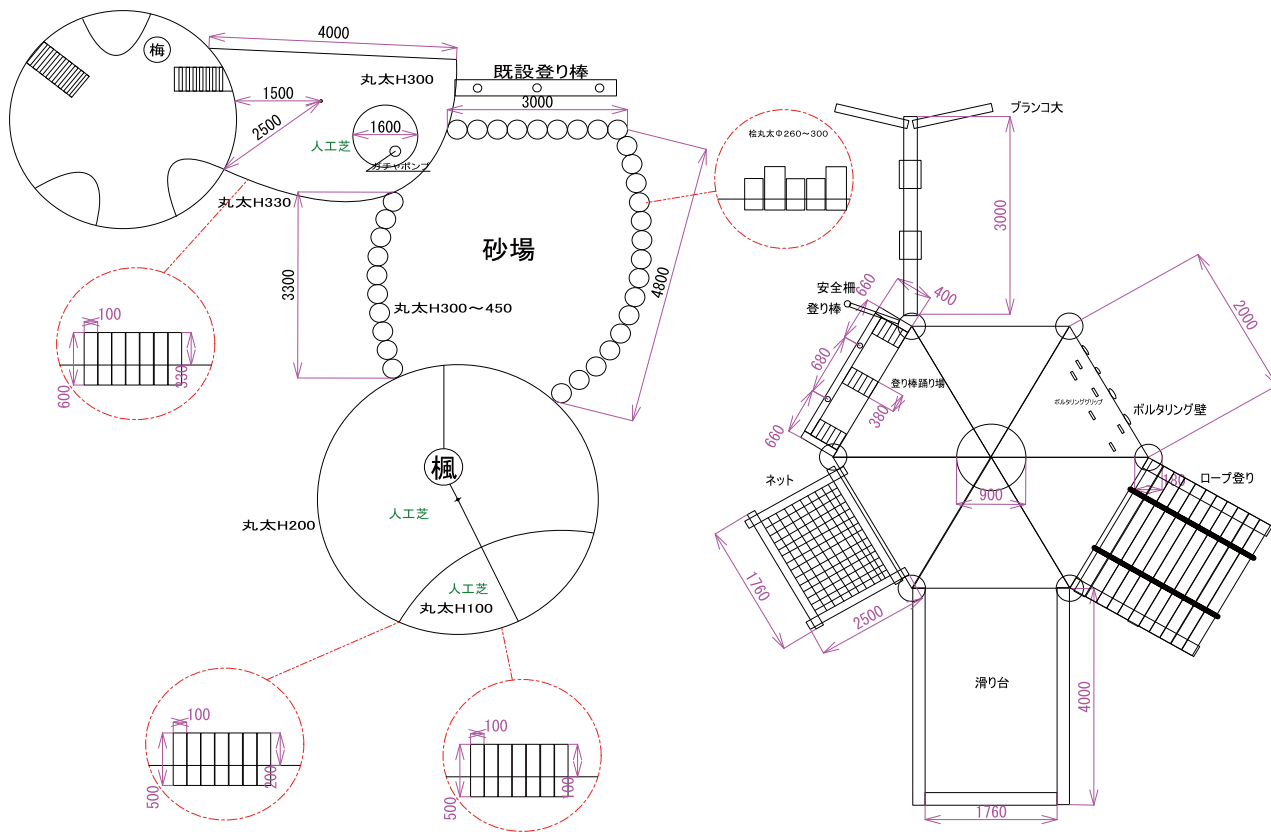 4000
梅
丸太H300
既設登り棒
3000
1500
2500
1600
人工芝
ガチャポンプ
丸太H330
桧丸太Φ260～300
ブランコ大
3000
砂場
3300
4800
丸太H300～450
100
330
600
安全柵
登り棒
660
400
680
登り棒踊り場
380
660
2000
ボルタリンググリップ
ボルタリング壁
ネット
900
180
ロープ登り
楓
人工芝
丸太H200
人工芝
丸太H100
1760
2500
滑り台
4000
1760
100
200
500
100
100
500